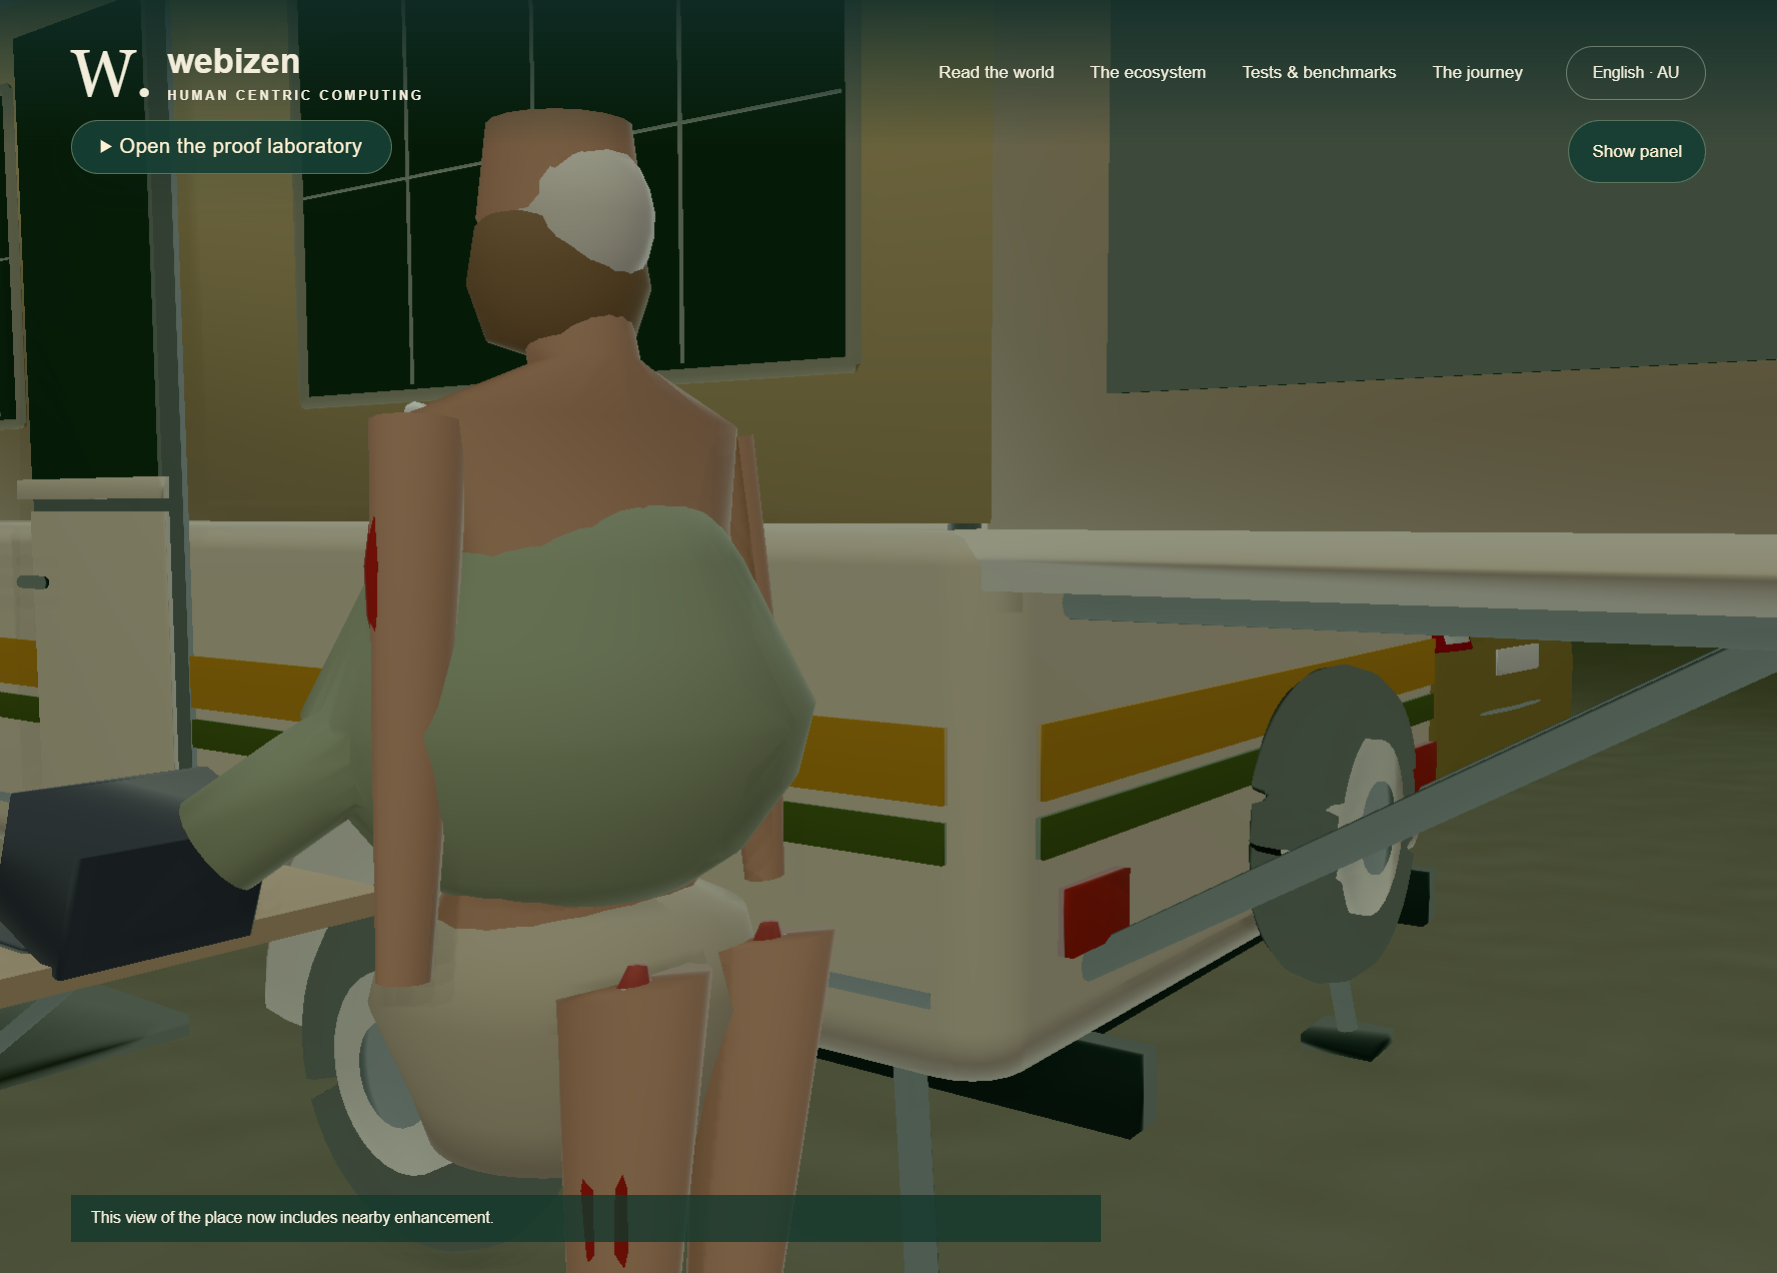 W. webizen
HUMAN CENTRIC COMPUTING
Read the world
The ecosystem
Tests & benchmarks
The journey
English · AU
Open the proof laboratory
Show panel
This view of the place now includes nearby enhancement.